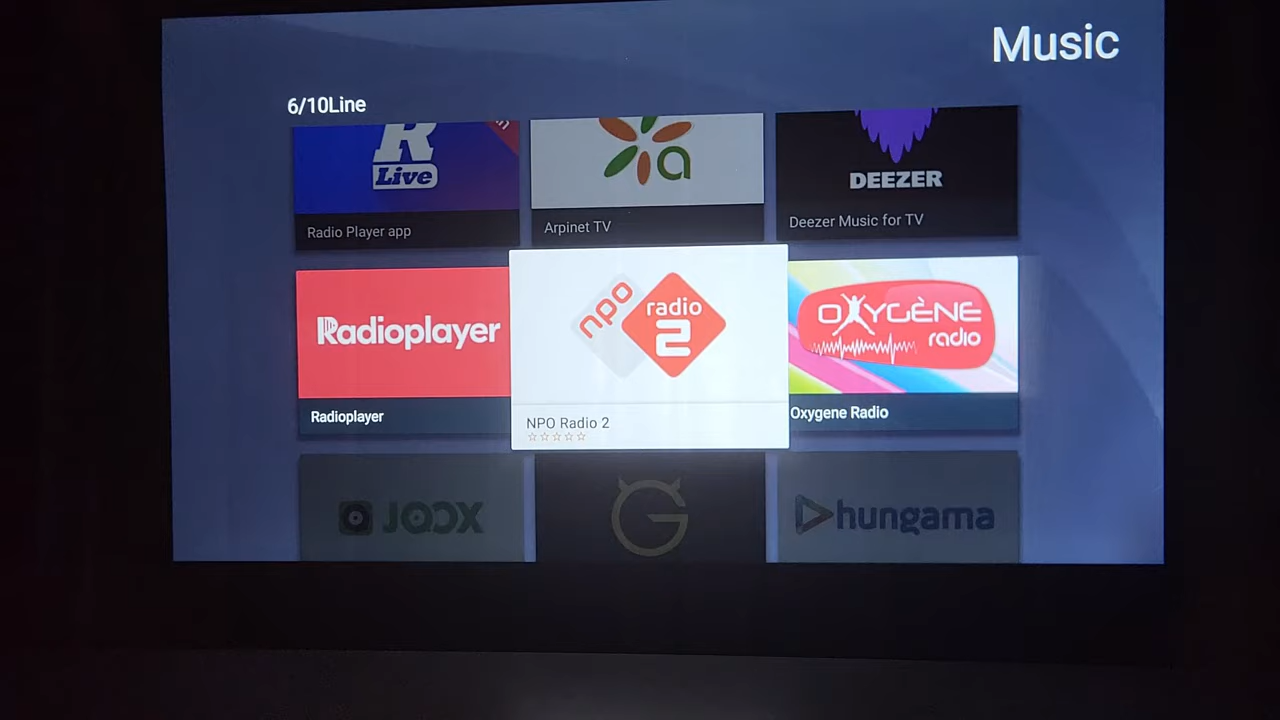 Music
6/10Line
R
Live
a
DEEZER
Radio Player app
Arpinet TV
Deezer Music for TV
Radioplayer
npo
radio
2
OXYGÈNE
radio
Radioplayer
NPO Radio 2
Oxygene Radio
JOOX
G
hungama